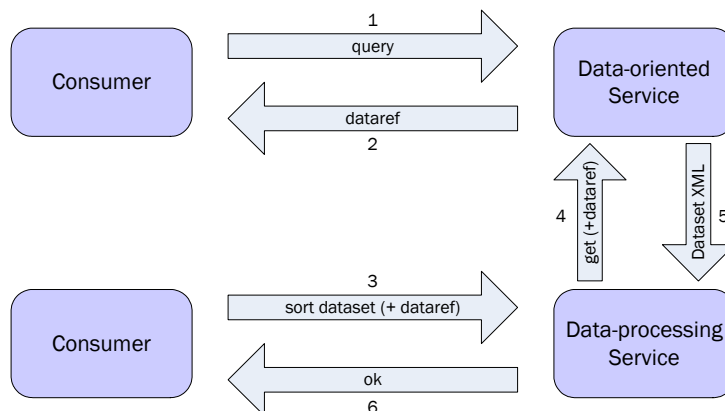 1
query
Consumer
Data-oriented
Service
dataref
2
4
get (+dataref)
Dataset XML
5
3
sort dataset (+ dataref)
Consumer
Data-processing
Service
ok
6